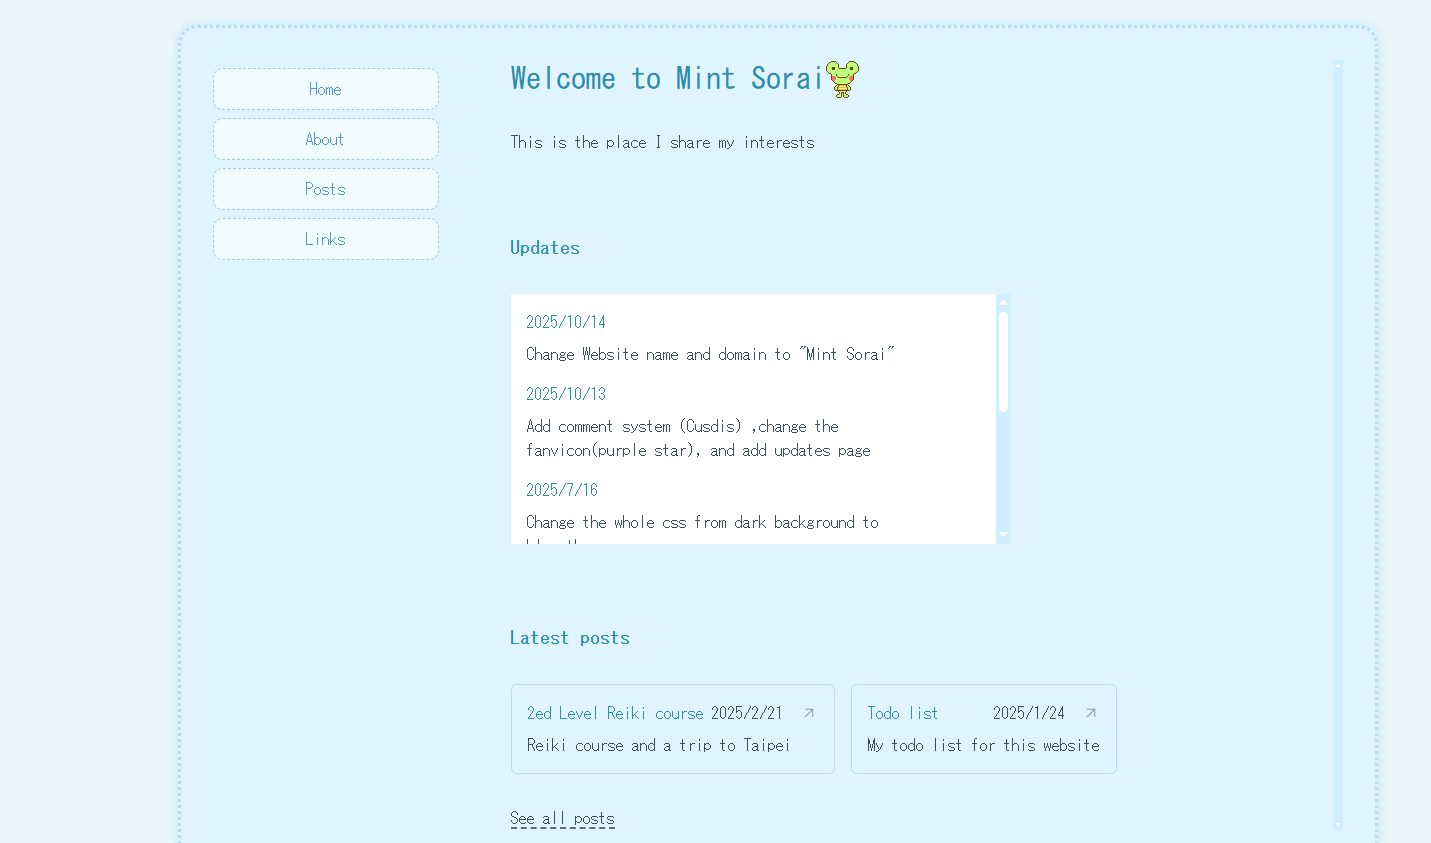 Home
About
Posts
Links
Welcome to Mint Sorai
This is the place I share my interests
Updates
2025/10/14
Change Website name and domain to "Mint Sorai"
2025/10/13
Add comment system (Cusdis) ,change the
fanvicon(purple star), and add updates page
2025/7/16
Change the whole css from dark background to
Latest posts
2ed Level Reiki course 2025/2/21
Reiki course and a trip to Taipei
Todo list 2025/1/24
My todo list for this website
See all posts